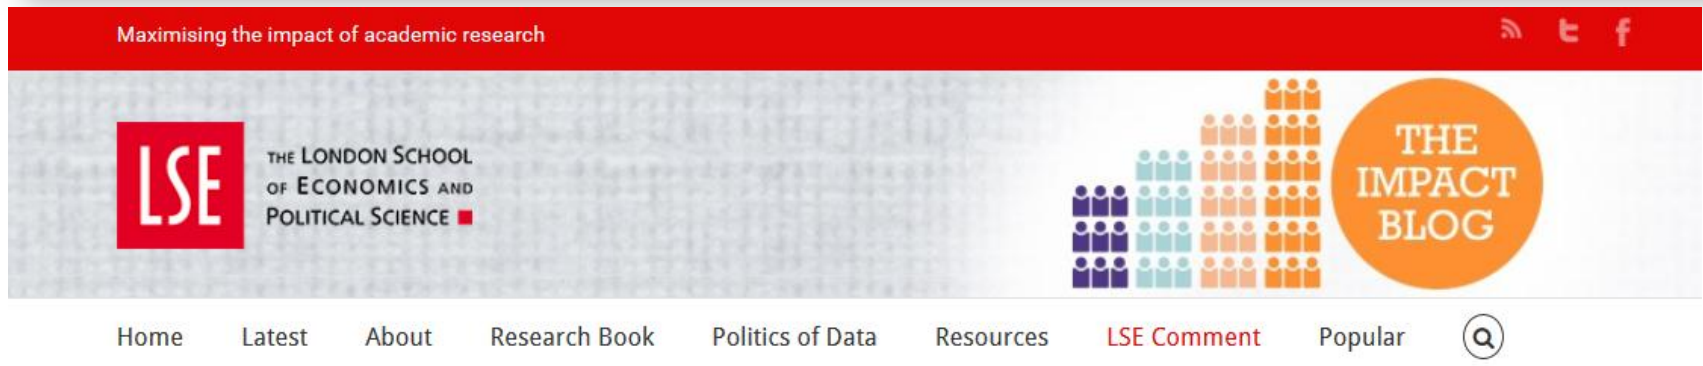 Maximising the impact of academic research
LSE
THE LONDON SCHOOL
OF ECONOMICS AND
POLITICAL SCIENCE
THE
IMPACT
BLOG
Home Latest About Research Book Politics of Data Resources LSE Comment Popular